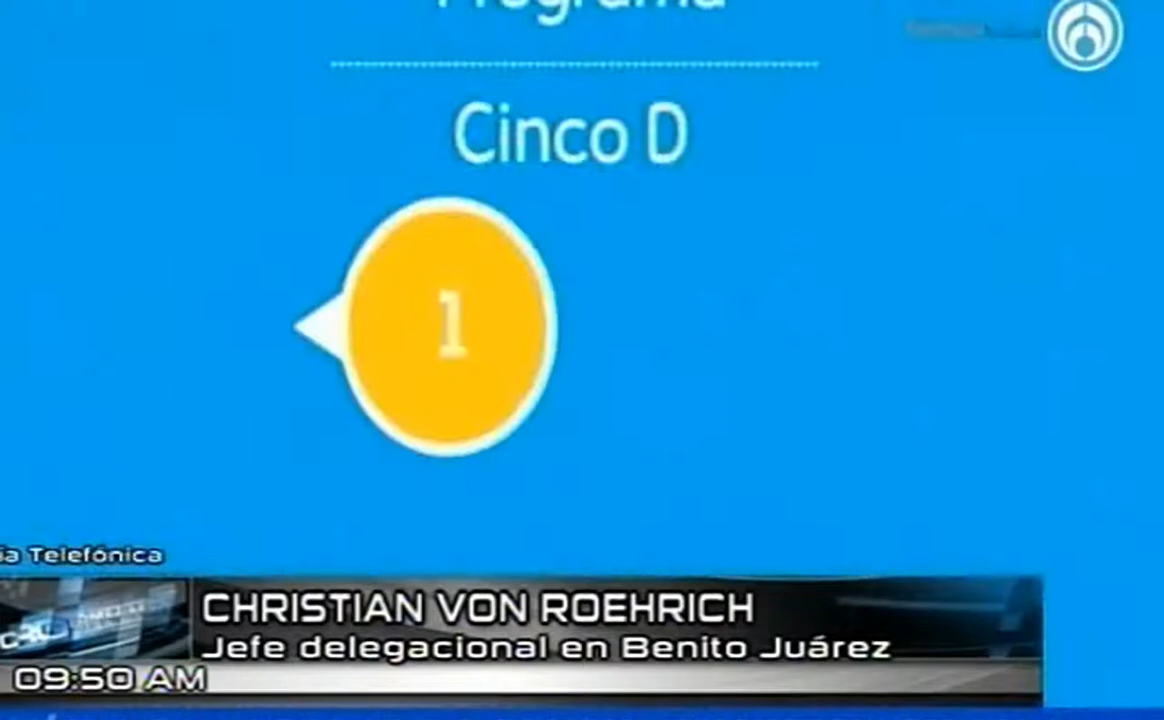 Programa
Cinco D
1
ía Telefónica
CHRISTIAN VON ROEHRICH
Jefe delegacional en Benito Juárez
09:50 AM